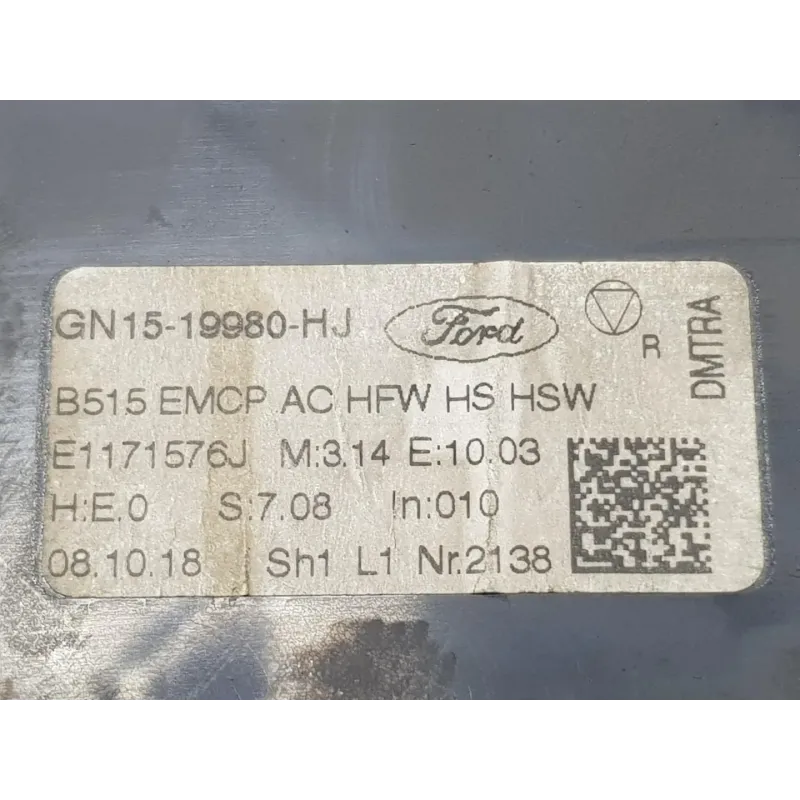 GN15-19980-HJ Ford
R
DMTRA
B515 EMCP AC HFW HS HSW
E1171576J M:3.14 E:10.03
H:E.0 S:7.08 In:010
08.10.18 Sh1 L1 Nr.2138